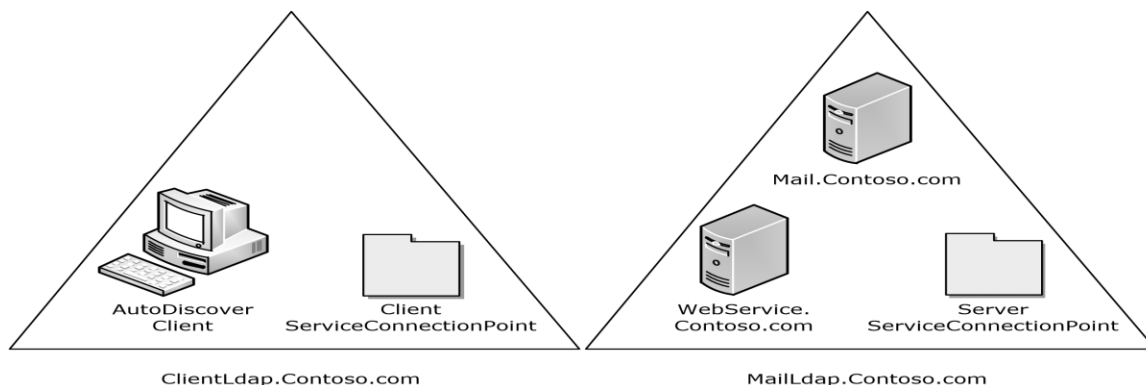 Mail.Contoso.com
AutoDiscover
Client
Client
ServiceConnectionPoint
WebService.
Contoso.com
Server
ServiceConnectionPoint
ClientLdap.Contoso.com
MailLdap.Contoso.com